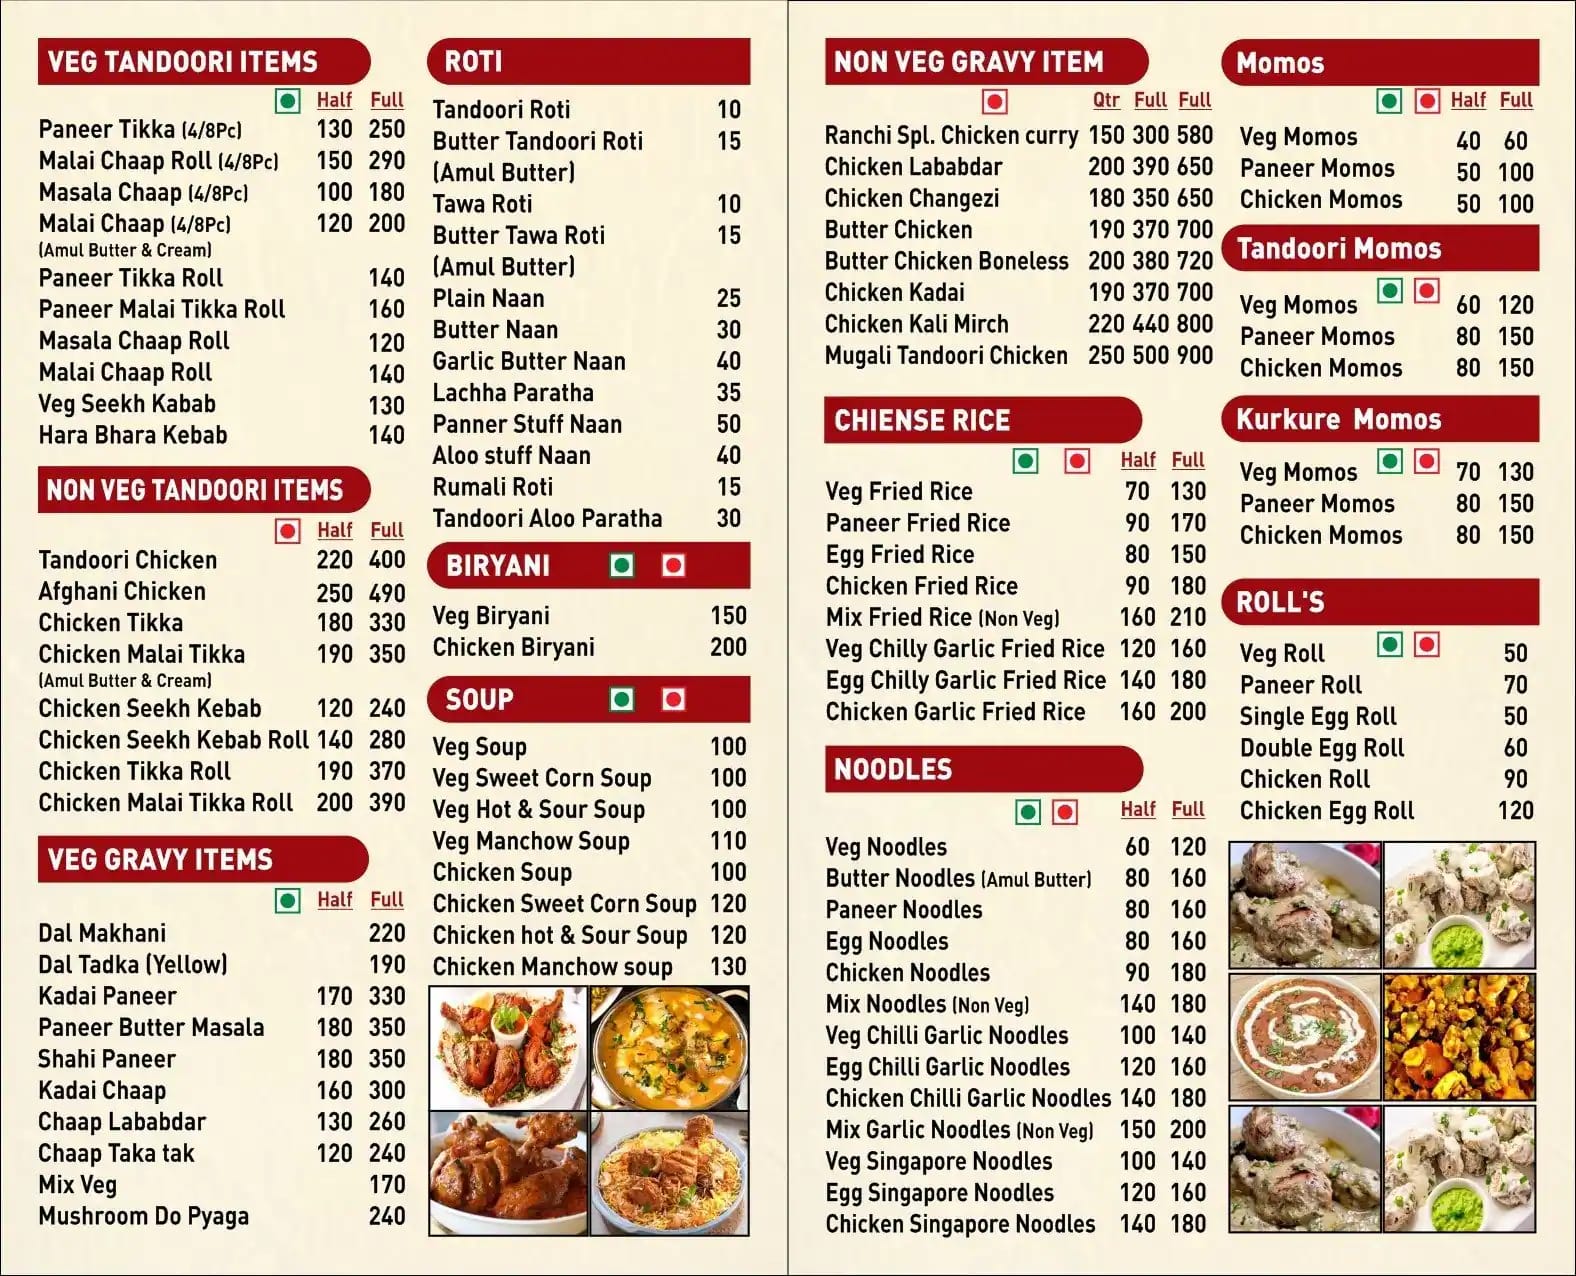 VEG TANDOORI ITEMS
Half Full
Paneer Tikka (4/8Pc) 130 250
Malai Chaap Roll (4/8Pc) 150 290
Masala Chaap (4/8Pc) 100 180
Malai Chaap (4/8Pc) 120 200
(Amul Butter & Cream)
Paneer Tikka Roll 140
Paneer Malai Tikka Roll 160
Masala Chaap Roll 120
Malai Chaap Roll 140
Veg Seekh Kabab 130
Hara Bhara Kebab 140
NON VEG TANDOORI ITEMS
Half Full
Tandoori Chicken 220 400
Afghani Chicken 250 490
Chicken Tikka 180 330
Chicken Malai Tikka 190 350
(Amul Butter & Cream)
Chicken Seekh Kebab 120 240
Chicken Seekh Kebab Roll 140 280
Chicken Tikka Roll 190 370
Chicken Malai Tikka Roll 200 390
VEG GRAVY ITEMS
Half Full
Dal Makhani 220
Dal Tadka (Yellow) 190
Kadai Paneer 170 330
Paneer Butter Masala 180 350
Shahi Paneer 180 350
Kadai Chaap 160 300
Chaap Lababdar 130 260
Chaap Taka tak 120 240
Mix Veg 170
Mushroom Do Pyaga 240
ROTI
Tandoori Roti 10
Butter Tandoori Roti 15
(Amul Butter)
Tawa Roti 10
Butter Tawa Roti 15
(Amul Butter)
Plain Naan 25
Butter Naan 30
Garlic Butter Naan 40
Lachha Paratha 35
Panner Stuff Naan 50
Aloo stuff Naan 40
Rumali Roti 15
Tandoori Aloo Paratha 30
BIRYANI
Veg Biryani 150
Chicken Biryani 200
SOUP
Veg Soup 100
Veg Sweet Corn Soup 100
Veg Hot & Sour Soup 100
Veg Manchow Soup 110
Chicken Soup 100
Chicken Sweet Corn Soup 120
Chicken hot & Sour Soup 120
Chicken Manchow soup 130
NON VEG GRAVY ITEM
Qtr Full Full
Ranchi Spl. Chicken curry 150 300 580
Chicken Lababdar 200 390 650
Chicken Changezi 180 350 650
Butter Chicken 190 370 700
Butter Chicken Boneless 200 380 720
Chicken Kadai 190 370 700
Chicken Kali Mirch 220 440 800
Mugali Tandoori Chicken 250 500 900
CHIENSE RICE
Half Full
Veg Fried Rice 70 130
Paneer Fried Rice 90 170
Egg Fried Rice 80 150
Chicken Fried Rice 90 180
Mix Fried Rice (Non Veg) 160 210
Veg Chilly Garlic Fried Rice 120 160
Egg Chilly Garlic Fried Rice 140 180
Chicken Garlic Fried Rice 160 200
NOODLES
Half Full
Veg Noodles 60 120
Butter Noodles (Amul Butter) 80 160
Paneer Noodles 80 160
Egg Noodles 80 160
Chicken Noodles 90 180
Mix Noodles (Non Veg) 140 180
Veg Chilli Garlic Noodles 100 140
Egg Chilli Garlic Noodles 120 160
Chicken Chilli Garlic Noodles 140 180
Mix Garlic Noodles (Non Veg) 150 200
Veg Singapore Noodles 100 140
Egg Singapore Noodles 120 160
Chicken Singapore Noodles 140 180
Momos
Half Full
Veg Momos 40 60
Paneer Momos 50 100
Chicken Momos 50 100
Tandoori Momos
Veg Momos 60 120
Paneer Momos 80 150
Chicken Momos 80 150
Kurkure Momos
Veg Momos 70 130
Paneer Momos 80 150
Chicken Momos 80 150
ROLL'S
Veg Roll 50
Paneer Roll 70
Single Egg Roll 50
Double Egg Roll 60
Chicken Roll 90
Chicken Egg Roll 120